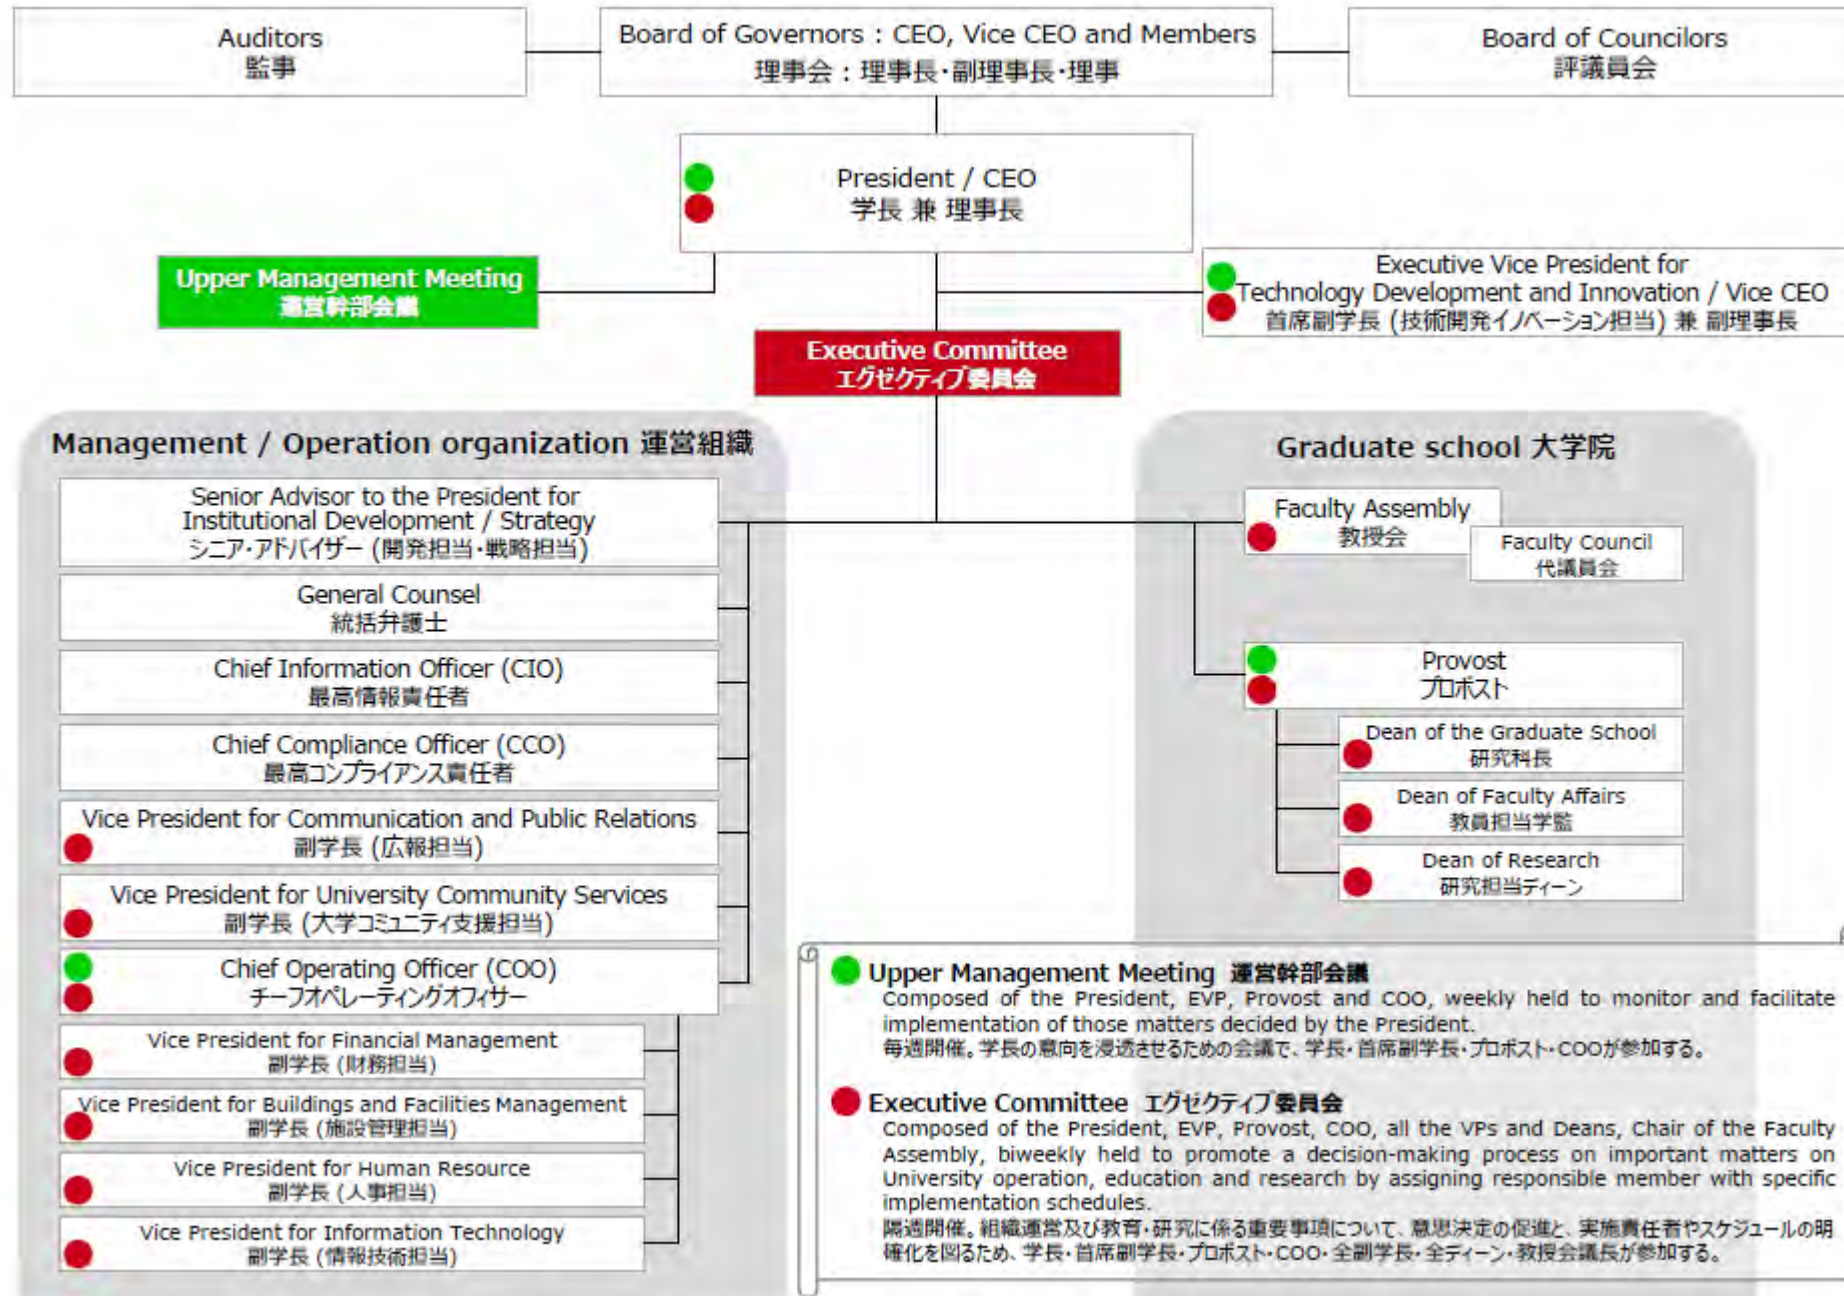 Auditors
監事
Board of Governors : CEO, Vice CEO and Members
理事会 : 理事長・副理事長・理事
Board of Councilors
評議員会
President / CEO
学長 兼 理事長
Upper Management Meeting
運営幹部会議
Executive Vice President for
Technology Development and Innovation / Vice CEO
首席副学長 (技術開発イノベーション担当) 兼 副理事長
Executive Committee
エグゼクティブ委員会
Management / Operation organization 運営組織
Senior Advisor to the President for
Institutional Development / Strategy
シニア・アドバイザー (開発担当・戦略担当)
General Counsel
統括弁護士
Chief Information Officer (CIO)
最高情報責任者
Chief Compliance Officer (CCO)
最高コンプライアンス責任者
Vice President for Communication and Public Relations
副学長 (広報担当)
Vice President for University Community Services
副学長 (大学コミュニティ支援担当)
Chief Operating Officer (COO)
チーフオペレーティングオフィサー
Vice President for Financial Management
副学長 (財務担当)
Vice President for Buildings and Facilities Management
副学長 (施設管理担当)
Vice President for Human Resource
副学長 (人事担当)
Vice President for Information Technology
副学長 (情報技術担当)
Graduate school 大学院
Faculty Assembly
教授会
Faculty Council
代議員会
Provost
プロボスト
Dean of the Graduate School
研究科長
Dean of Faculty Affairs
教員担当学監
Dean of Research
研究担当ディーン
Upper Management Meeting 運営幹部会議
Composed of the President, EVP, Provost and COO, weekly held to monitor and facilitate
implementation of those matters decided by the President.
毎週開催。学長の意向を浸透させるための会議で、学長・首席副学長・プロボスト・COOが参加する。
Executive Committee エグゼクティブ委員会
Composed of the President, EVP, Provost, COO, all the VPs and Deans, Chair of the Faculty
Assembly, biweekly held to promote a decision-making process on important matters on
University operation, education and research by assigning responsible member with specific
implementation schedules.
隔週開催。組織運営及び教育・研究に係る重要事項について、意思決定の促進と、実施責任者やスケジュールの明
確化を図るため、学長・首席副学長・プロボスト・COO・全副学長・全ディーン・教授会議長が参加する。